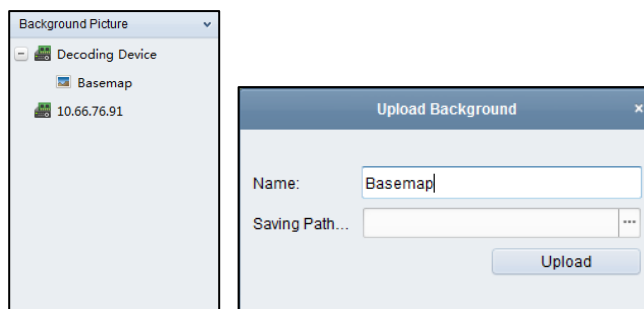 Background Picture
Decoding Device
Basemap
10.66.76.91
Upload Background
Name: Basemap
Saving Path...
...
Upload